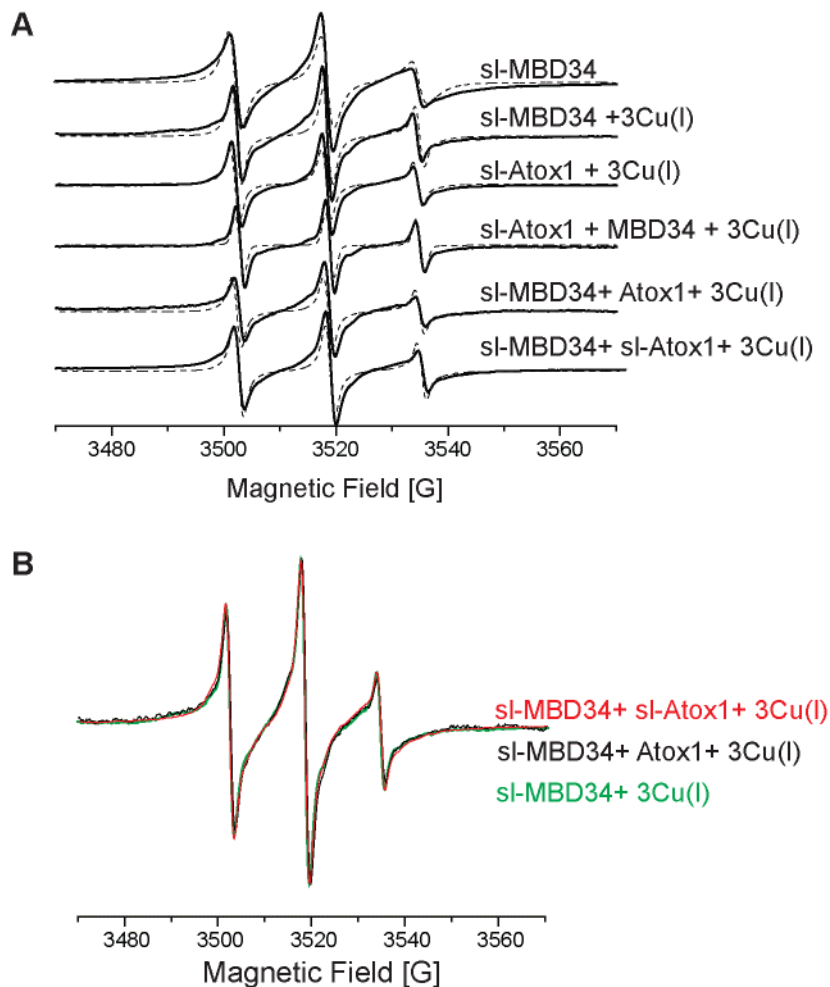 A
sl-MBD34
sl-MBD34 +3Cu(I)
sl-Atox1 + 3Cu(I)
sl-Atox1 + MBD34 + 3Cu(I)
sl-MBD34+ Atox1+ 3Cu(I)
sl-MBD34+ sl-Atox1+ 3Cu(I)
3480 3500 3520 3540 3560
Magnetic Field [G]
B
sl-MBD34+ sl-Atox1+ 3Cu(I)
sl-MBD34+ Atox1+ 3Cu(I)
sl-MBD34+ 3Cu(I)
3480 3500 3520 3540 3560
Magnetic Field [G]